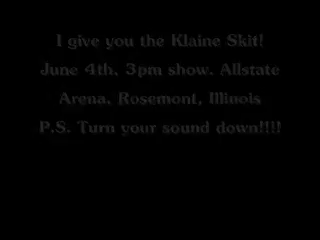 I give you the Klaine Skit!
June 4th, 3pm show. Allstate
Arena, Rosemont, Illinois
P.S. Turn your sound down!!!!